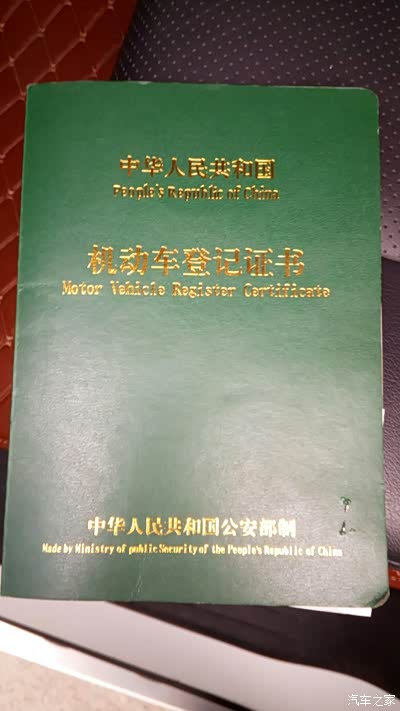 中华人民共和国
People's Republic of China
机动车登记证书
Motor Vehicle Register Certificate
中华人民共和国公安部制
Made by Ministry of public Security of the People's Republic of China
汽车之家